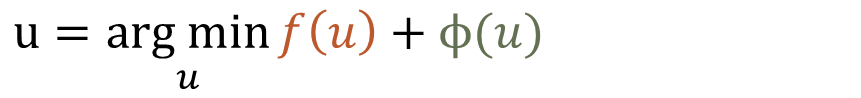 u = arg min f(u) + ϕ(u)
u